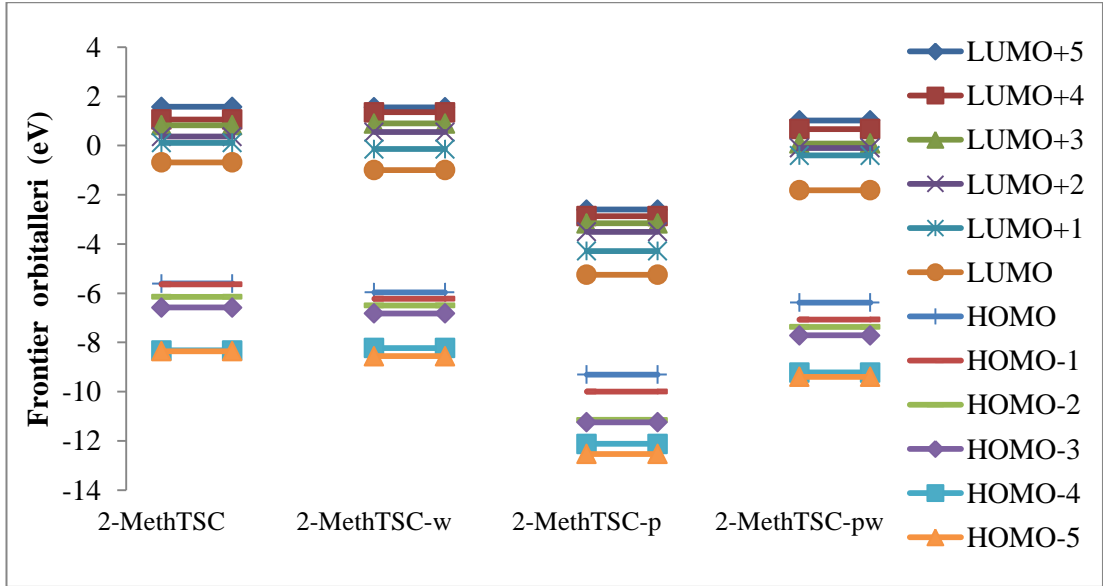 Frontier orbitalleri (eV)
4
2
0
-2
-4
-6
-8
-10
-12
-14
2-MethTSC
2-MethTSC-w
2-MethTSC-p
2-MethTSC-pw
LUMO+5
LUMO+4
LUMO+3
LUMO+2
LUMO+1
LUMO
HOMO
HOMO-1
HOMO-2
HOMO-3
HOMO-4
HOMO-5